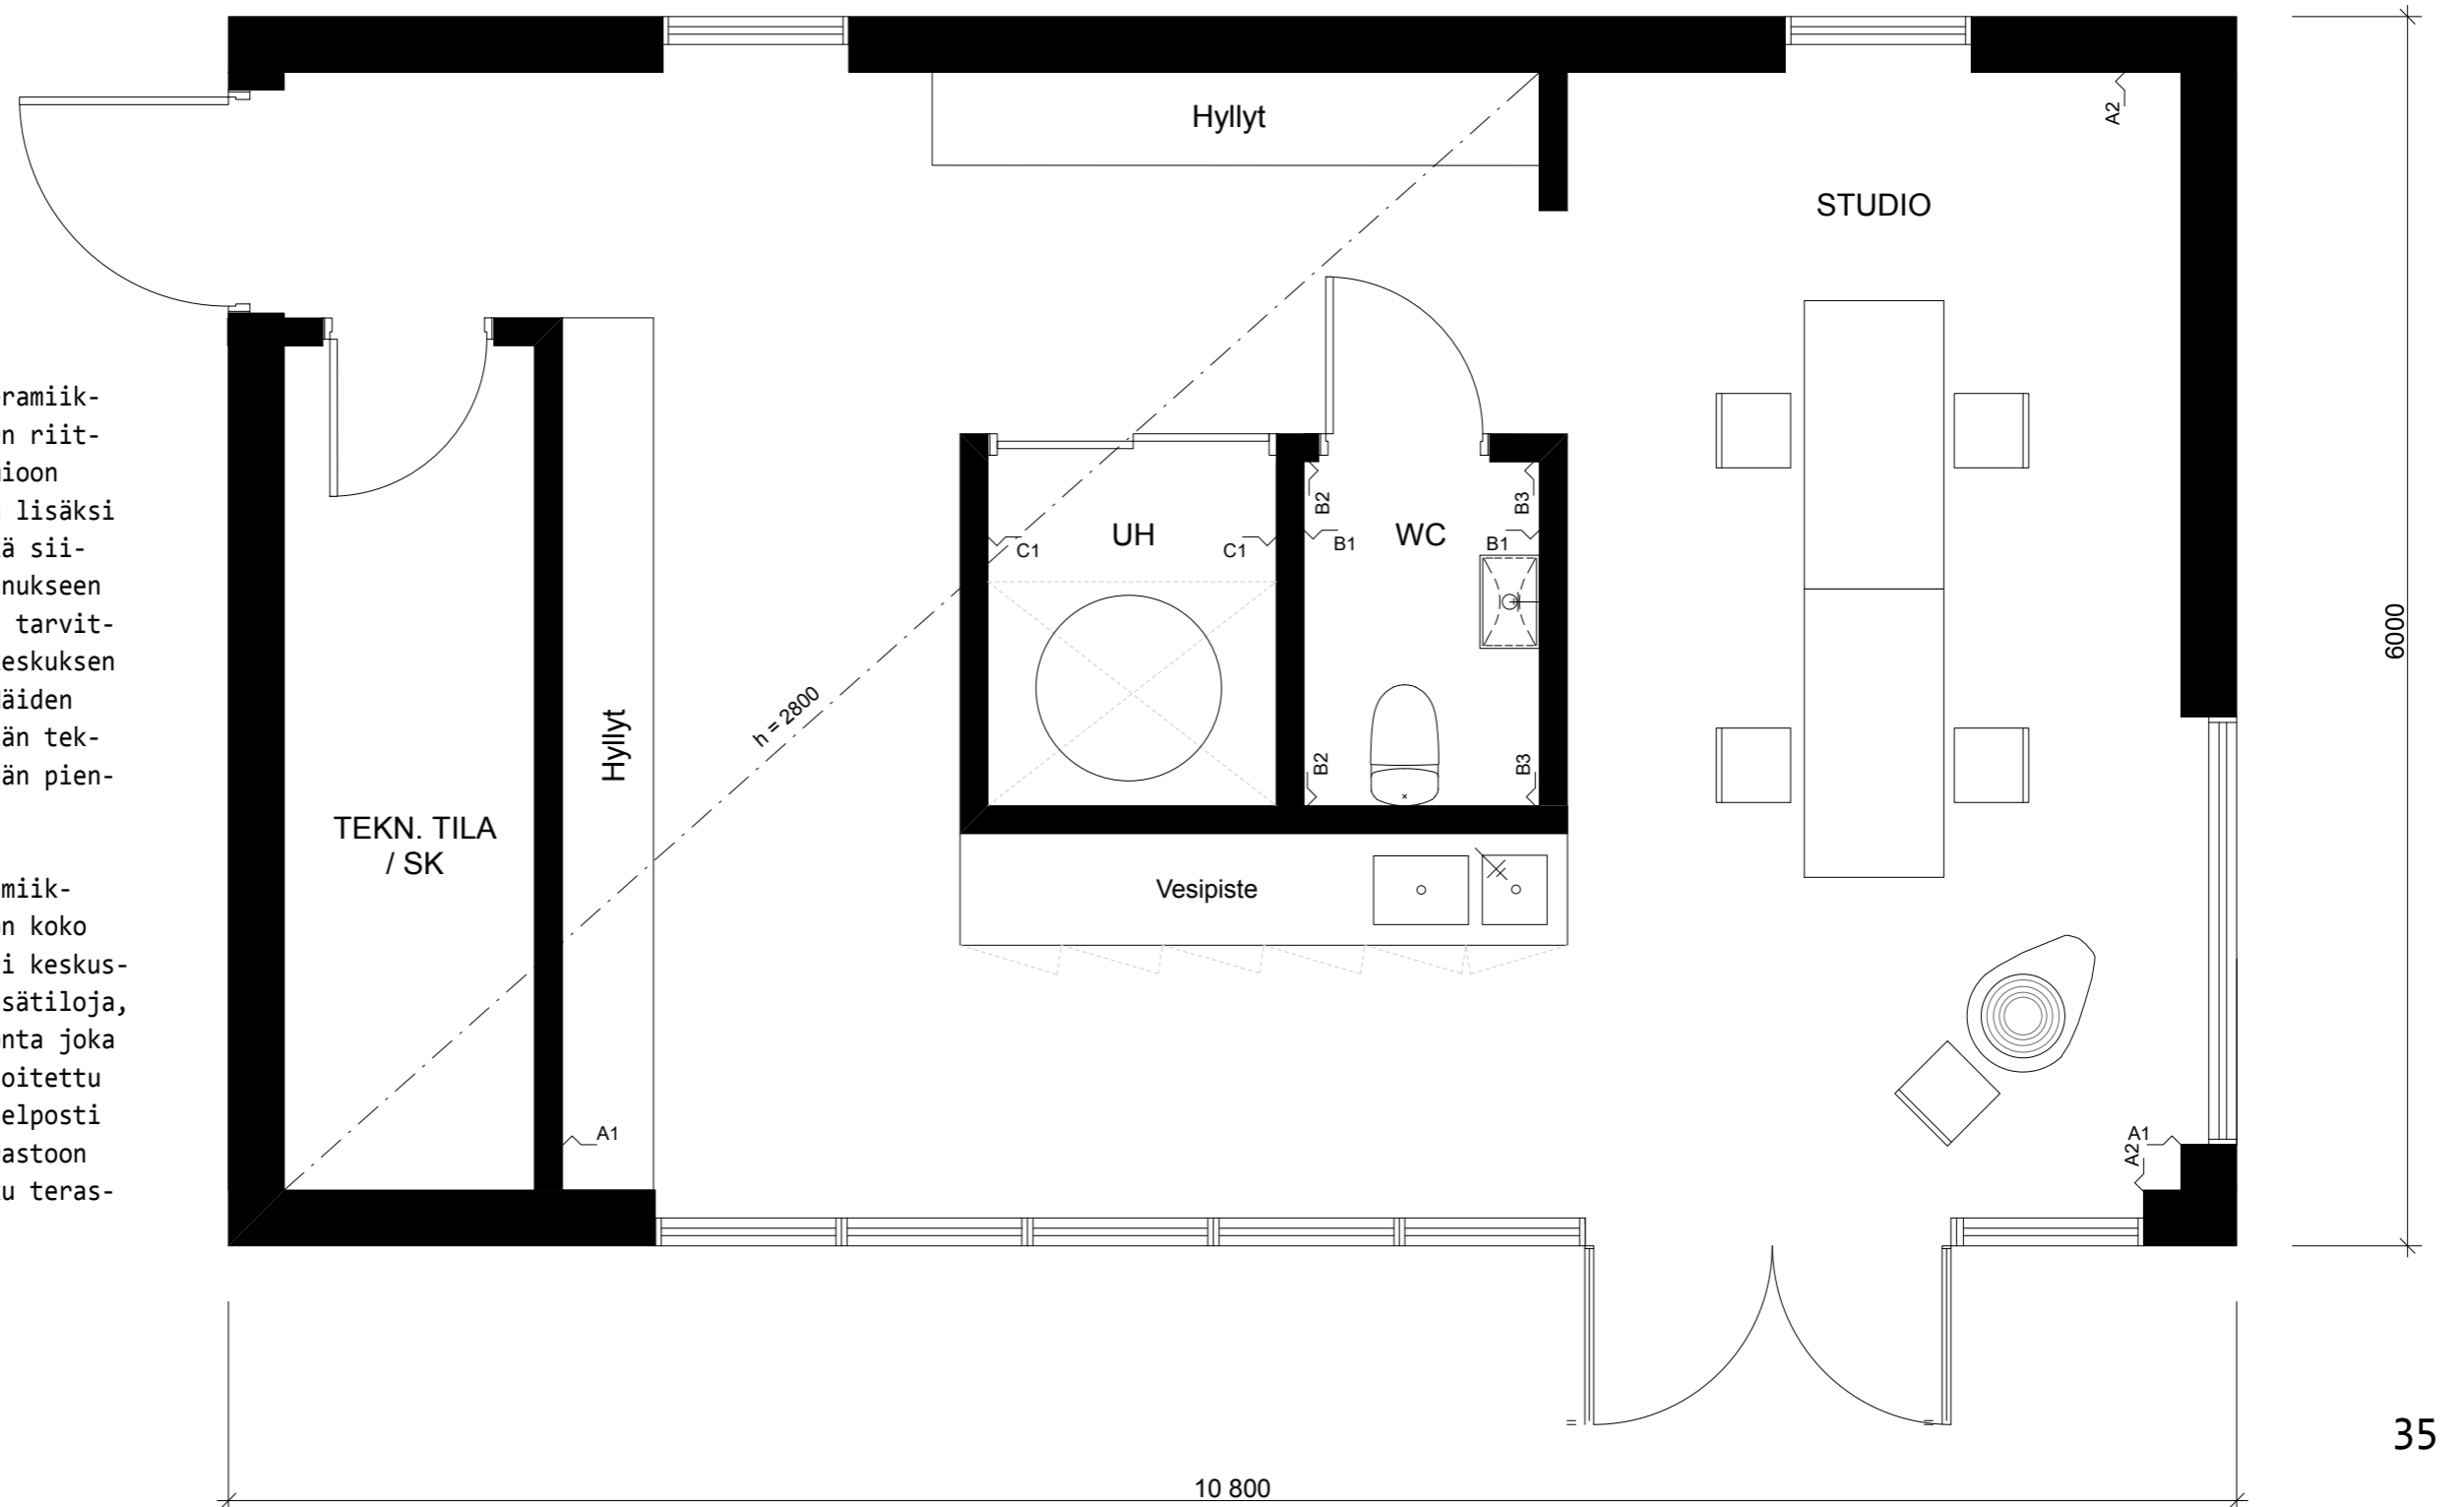 ramiik-
n riit-
nioon
lisäksi
ä sii-
nukseen
tarvit-
eskuksen
äiden
än tek-
än pien-
miik-
n koko
i keskus-
sätiloja,
nta joka
oitettu
elposti
astoon
u teras-
Hyllyt
A2
STUDIO
UH
WC
C1
C1
B2
B3
B1
B1
6000
h = 2800
Hyllyt
B2
B3
TEKN. TILA
/ SK
Vesipiste
A1
A1
A2
35
10 800